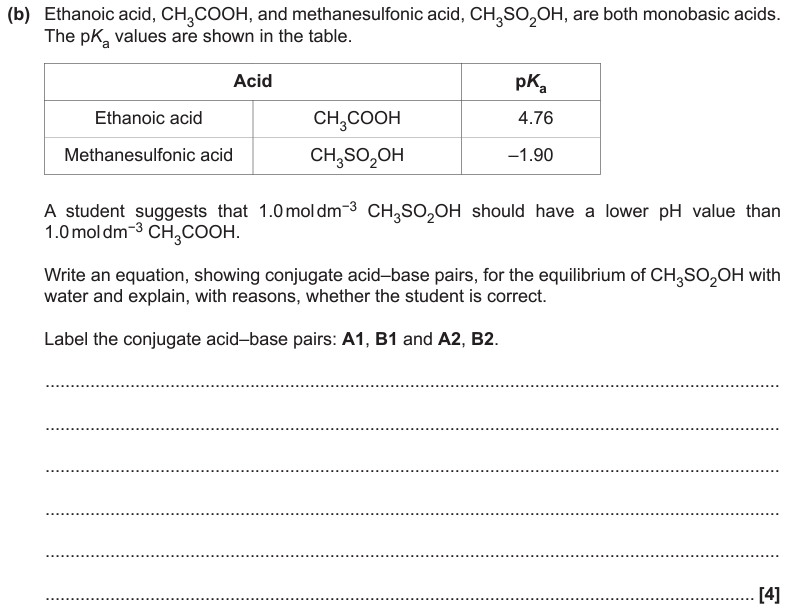 (b) Ethanoic acid, CH₃COOH, and methanesulfonic acid, CH₃SO₂OH, are both monobasic acids.
The pKₐ values are shown in the table.
Acid pKₐ
Ethanoic acid CH₃COOH 4.76
Methanesulfonic acid CH₃SO₂OH –1.90
A student suggests that 1.0 mol dm⁻³ CH₃SO₂OH should have a lower pH value than
1.0 mol dm⁻³ CH₃COOH.
Write an equation, showing conjugate acid–base pairs, for the equilibrium of CH₃SO₂OH with
water and explain, with reasons, whether the student is correct.
Label the conjugate acid–base pairs: A1, B1 and A2, B2.
[4]